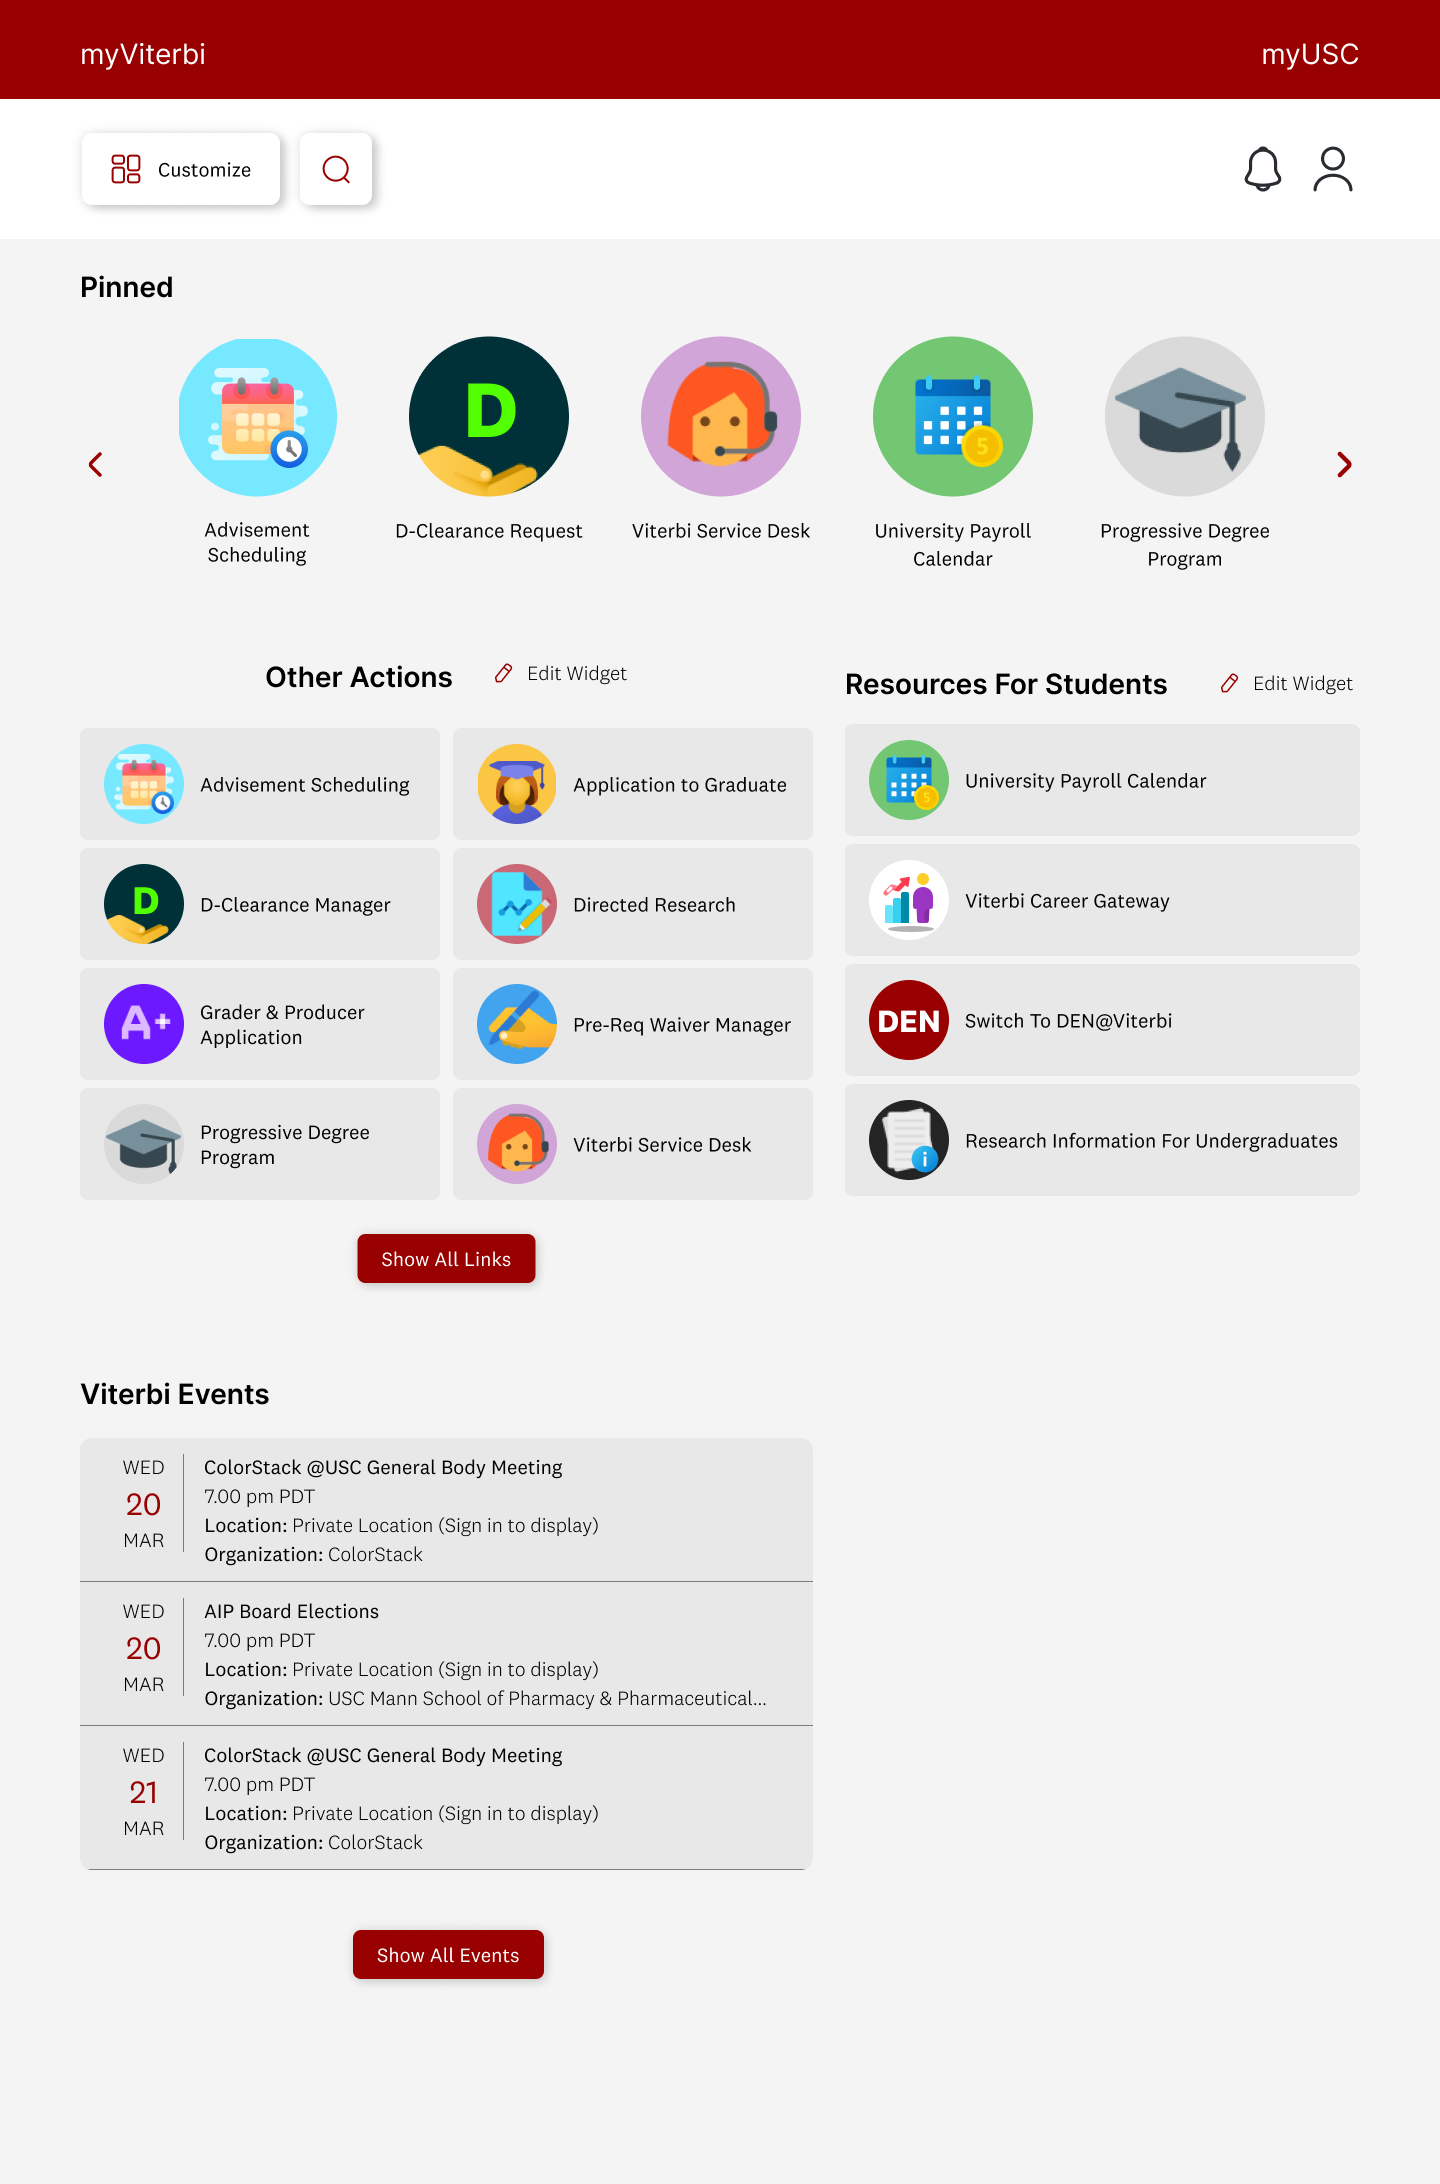 myViterbi
myUSC
Customize
Pinned
D
5
Advisement
Scheduling
D-Clearance Request
Viterbi Service Desk
University Payroll
Calendar
Progressive Degree
Program
Other Actions
Edit Widget
Advisement Scheduling
Application to Graduate
D
D-Clearance Manager
Directed Research
A+
Grader & Producer
Application
Pre-Req Waiver Manager
Progressive Degree
Program
Viterbi Service Desk
Show All Links
Resources For Students
Edit Widget
5
University Payroll Calendar
Viterbi Career Gateway
DEN
Switch To DEN@Viterbi
i
Research Information For Undergraduates
Viterbi Events
WED
20
MAR
ColorStack @USC General Body Meeting
7.00 pm PDT
Location: Private Location (Sign in to display)
Organization: ColorStack
WED
20
MAR
AIP Board Elections
7.00 pm PDT
Location: Private Location (Sign in to display)
Organization: USC Mann School of Pharmacy & Pharmaceutical...
WED
21
MAR
ColorStack @USC General Body Meeting
7.00 pm PDT
Location: Private Location (Sign in to display)
Organization: ColorStack
Show All Events